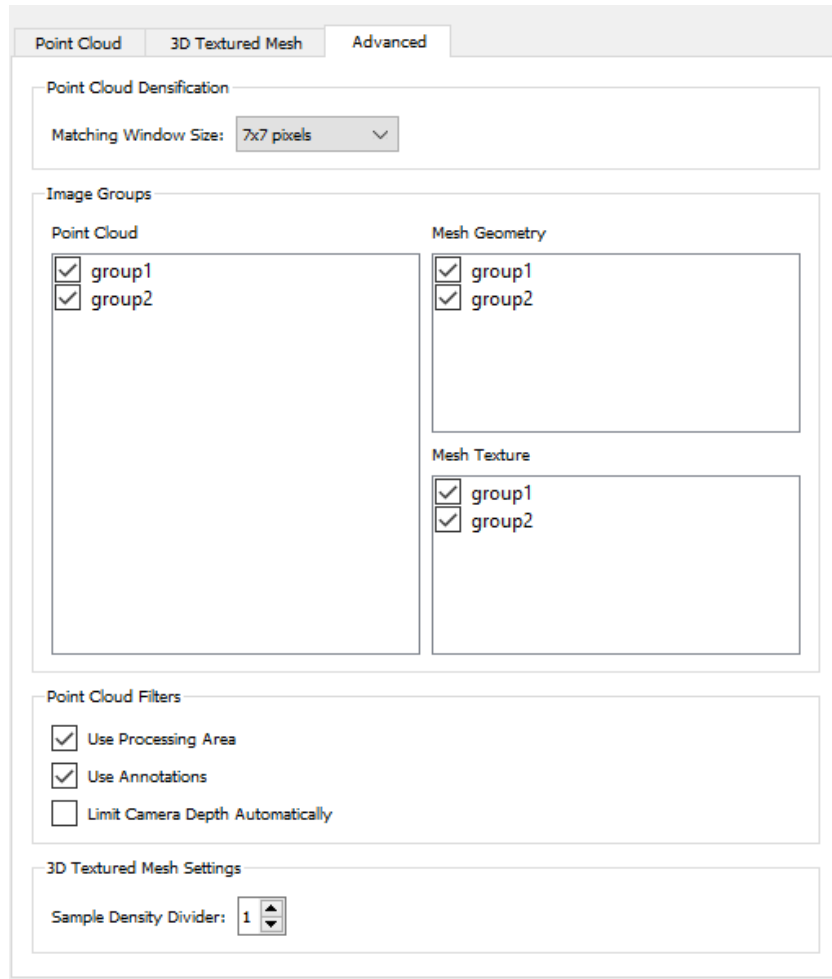 Point Cloud 3D Textured Mesh Advanced
Point Cloud Densification
Matching Window Size: 7x7 pixels
Image Groups
Point Cloud
group1
group2
Mesh Geometry
group1
group2
Mesh Texture
group1
group2
Point Cloud Filters
Use Processing Area
Use Annotations
Limit Camera Depth Automatically
3D Textured Mesh Settings
Sample Density Divider: 1